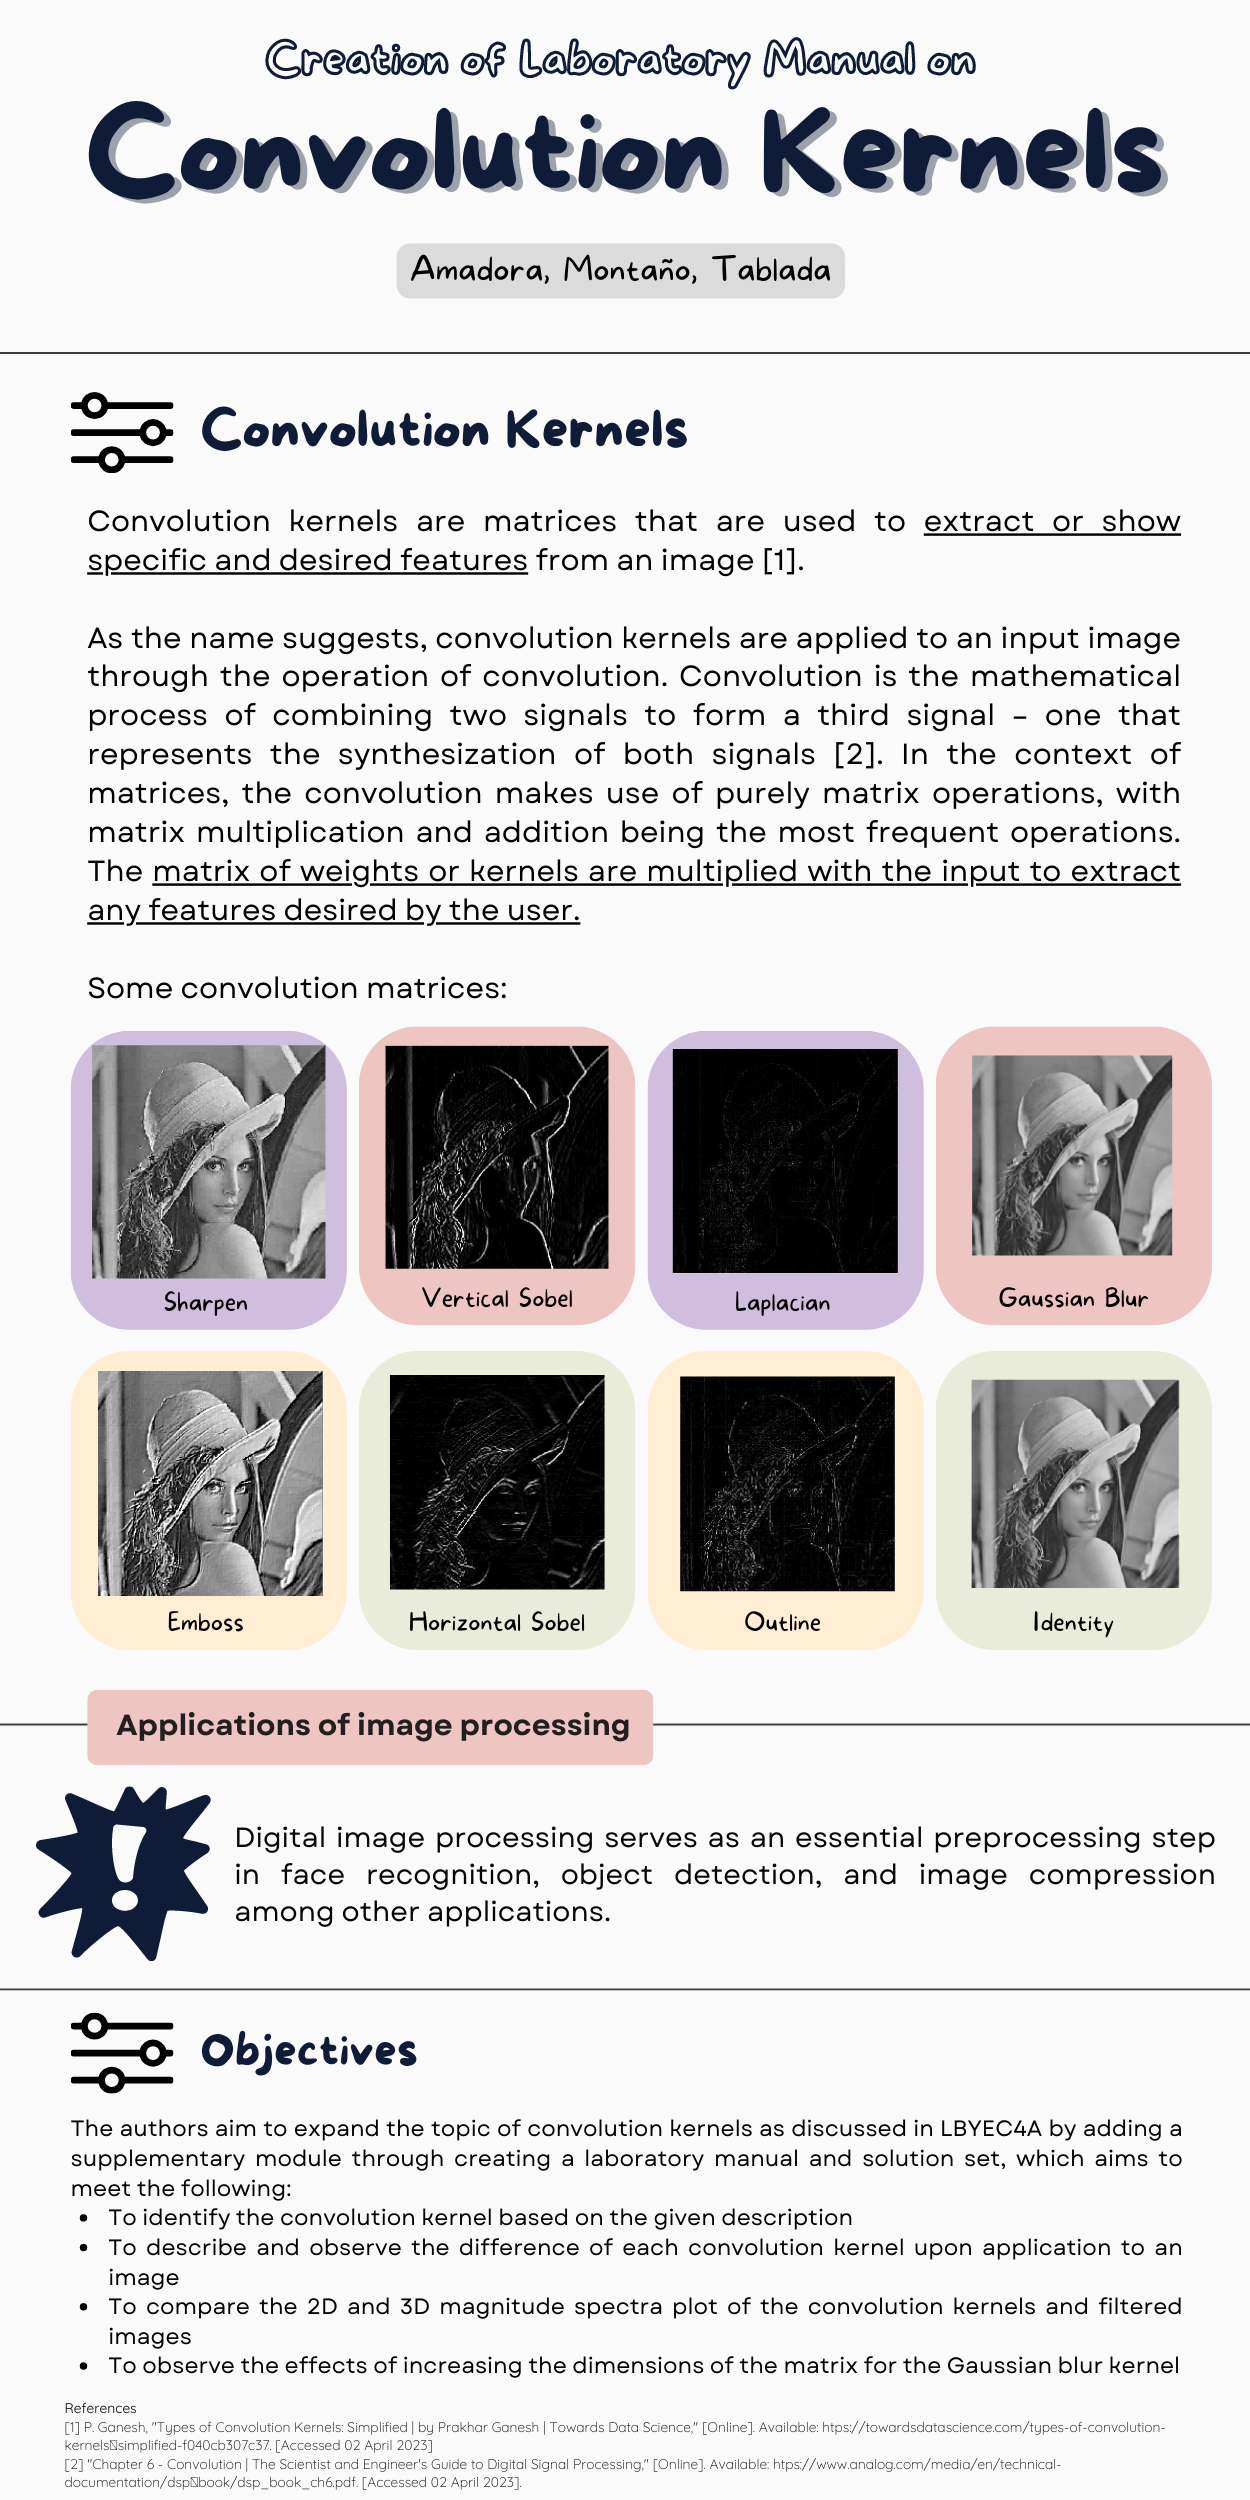 Creation of Laboratory Manual on
Convolution Kernels
Amadora, Montaño, Tablada
Convolution Kernels
Convolution kernels are matrices that are used to extract or show
specific and desired features from an image [1].
As the name suggests, convolution kernels are applied to an input image
through the operation of convolution. Convolution is the mathematical
process of combining two signals to form a third signal – one that
represents the synthesization of both signals [2]. In the context of
matrices, the convolution makes use of purely matrix operations, with
matrix multiplication and addition being the most frequent operations.
The matrix of weights or kernels are multiplied with the input to extract
any features desired by the user.
Some convolution matrices:
Sharpen
Vertical Sobel
Laplacian
Gaussian Blur
Emboss
Horizontal Sobel
Outline
Identity
Applications of image processing
Digital image processing serves as an essential preprocessing step
in face recognition, object detection, and image compression
among other applications.
Objectives
The authors aim to expand the topic of convolution kernels as discussed in LBYEC4A by adding a
supplementary module through creating a laboratory manual and solution set, which aims to
meet the following:
• To identify the convolution kernel based on the given description
• To describe and observe the difference of each convolution kernel upon application to an
image
• To compare the 2D and 3D magnitude spectra plot of the convolution kernels and filtered
images
• To observe the effects of increasing the dimensions of the matrix for the Gaussian blur kernel
References
[1] P. Ganesh, "Types of Convolution Kernels: Simplified | by Prakhar Ganesh | Towards Data Science," [Online]. Available: https://towardsdatascience.com/types-of-convolution-
kernels￾simplified-f040cb307c37. [Accessed 02 April 2023]
[2] "Chapter 6 - Convolution | The Scientist and Engineer's Guide to Digital Signal Processing," [Online]. Available: https://www.analog.com/media/en/technical-
documentation/dsp￾book/dsp_book_ch6.pdf. [Accessed 02 April 2023].